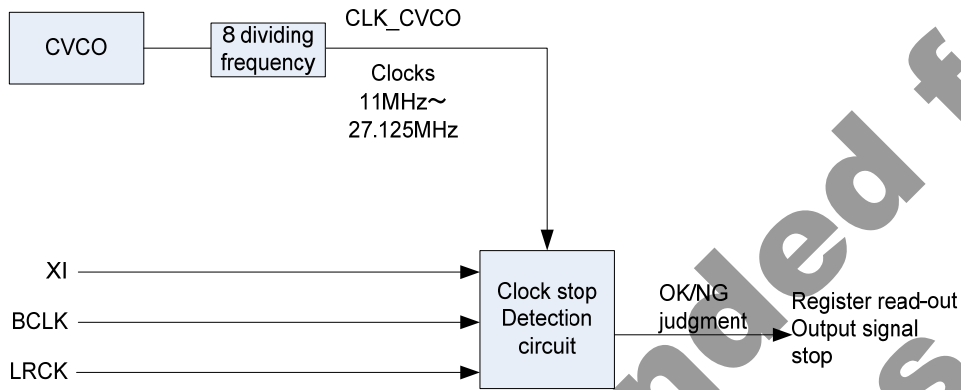 CVCO
8 dividing
frequency
CLK_CVCO
Clocks
11MHz～
27.125MHz
XI
BCLK
LRCK
Clock stop
Detection
circuit
OK/NG
judgment
Register read-out
Output signal
stop
nded f